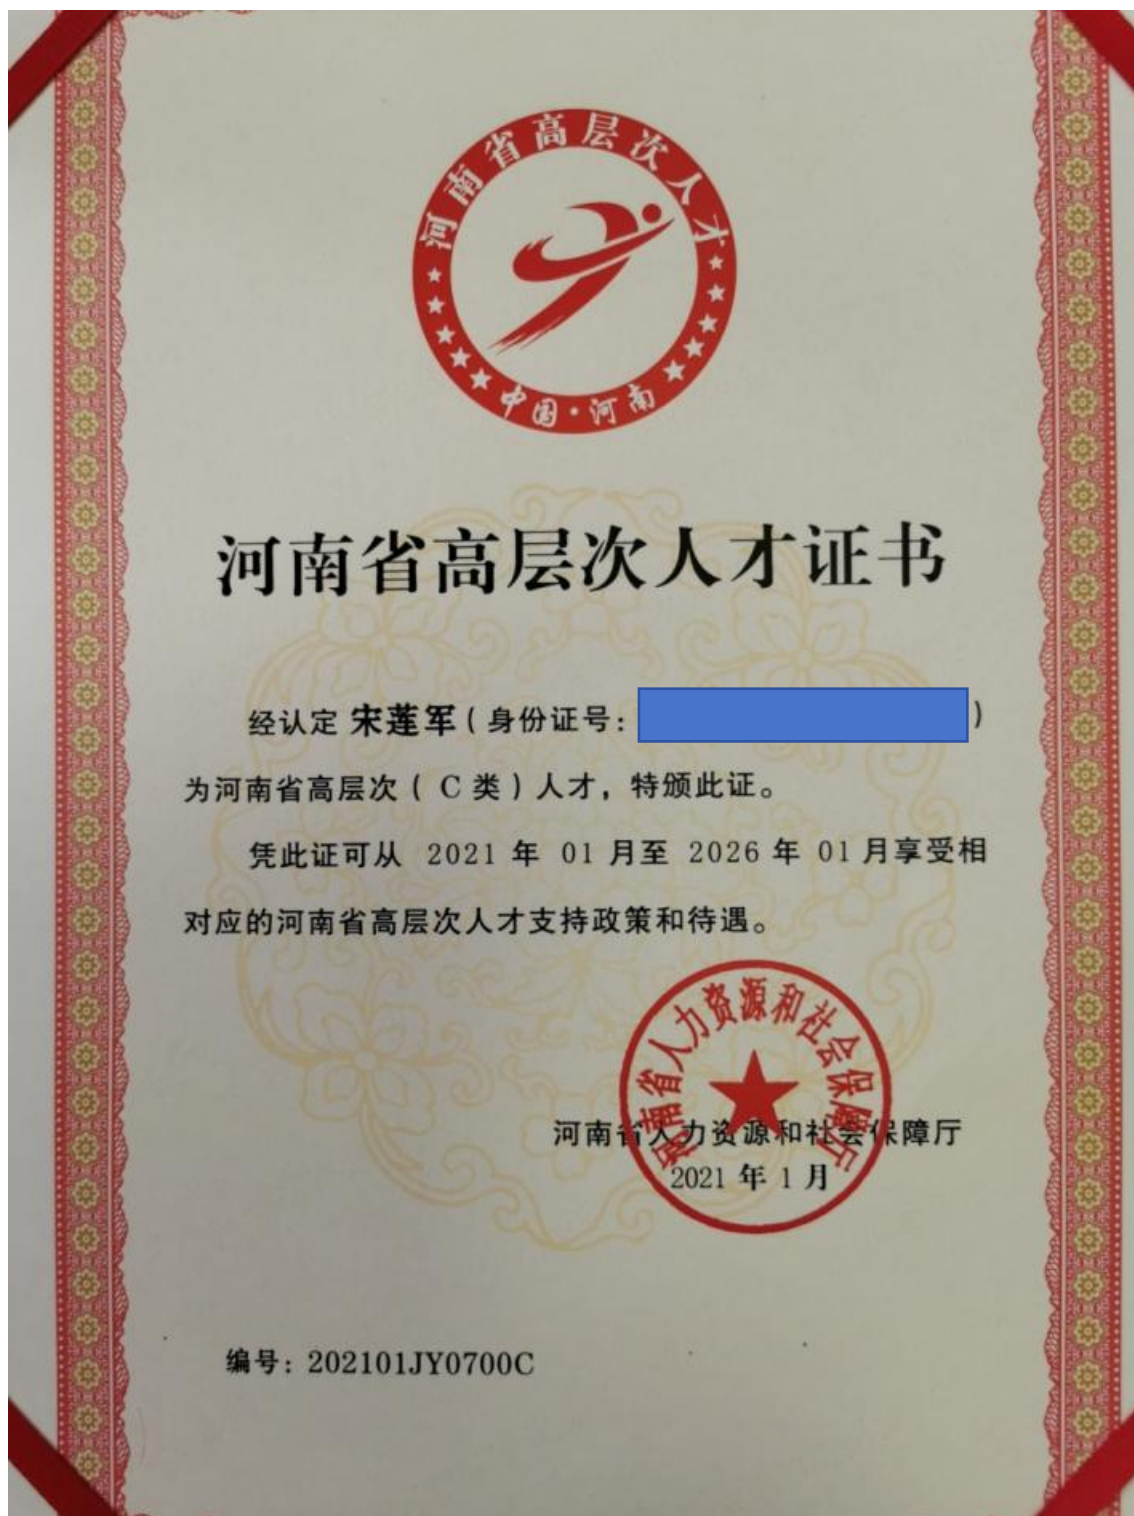 河南省高层次人才
中国·河南
河南省高层次人才证书
经认定 宋莲军(身份证号: )
为河南省高层次(C类)人才,特颁此证。
凭此证可从 2021 年 01 月至 2026 年 01 月享受相
对应的河南省高层次人才支持政策和待遇。
河南省人力资源和社会保障厅
河南省人力资源和社会保障厅
2021 年 1 月
编号: 202101JY0700C